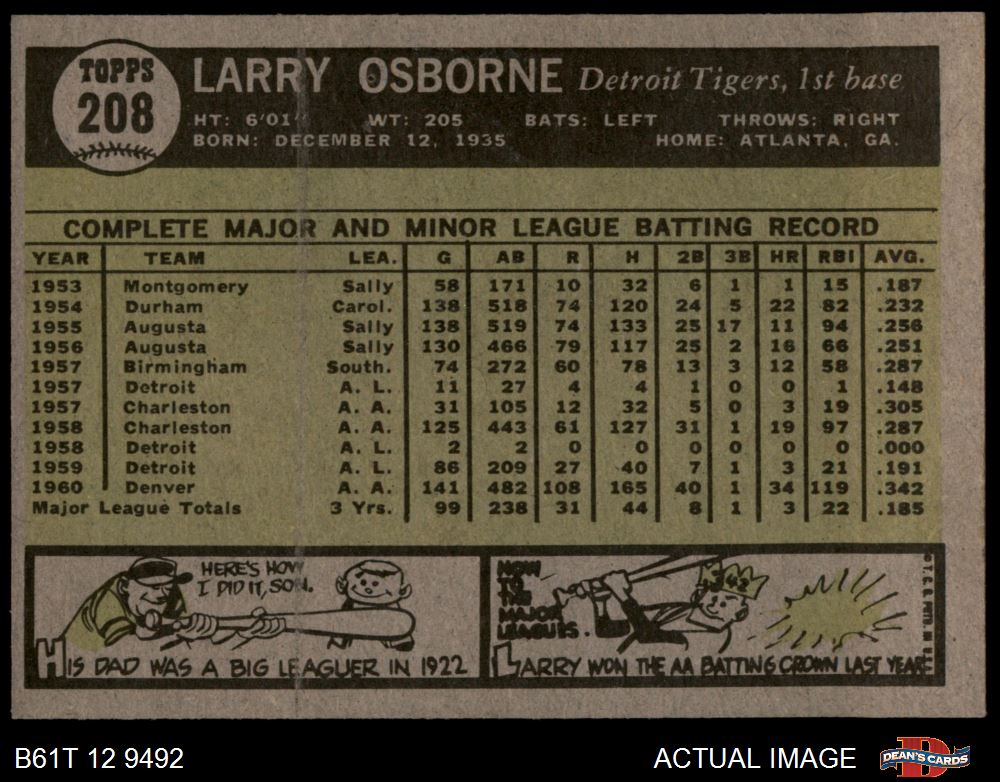 TOPPS
208
LARRY OSBORNE Detroit Tigers, 1st base
HT: 6'01" WT: 205 BATS: LEFT THROWS: RIGHT
BORN: DECEMBER 12, 1935 HOME: ATLANTA, GA.
COMPLETE MAJOR AND MINOR LEAGUE BATTING RECORD
YEAR TEAM LEA. G AB R H 2B 3B HR RBI AVG.
1953 Montgomery Sally 58 171 10 32 6 1 1 15 .187
1954 Durham Carol. 138 518 74 120 24 5 22 82 .232
1955 Augusta Sally 138 519 74 133 25 17 11 94 .256
1956 Augusta Sally 130 466 79 117 25 2 16 66 .251
1957 Birmingham South. 74 272 60 78 13 3 12 58 .287
1957 Detroit A. L. 11 27 4 4 1 0 0 1 .148
1957 Charleston A. A. 31 105 12 32 5 0 3 19 .305
1958 Charleston A. A. 125 443 61 127 31 1 19 97 .287
1958 Detroit A. L. 2 2 0 0 0 0 0 0 .000
1959 Detroit A. L. 86 209 27 40 7 1 3 21 .191
1960 Denver A. A. 141 482 108 165 40 1 34 119 .342
Major League Totals 3 Yrs. 99 238 31 44 8 1 3 22 .185
HERE'S HOW
I DID IT, SON.
HIS DAD WAS A BIG LEAGUER IN 1922
NOW
TO
THE
MAJOR
LEAGUES.
.342
LARRY WON THE AA BATTING CROWN LAST YEAR.
© T. C. G. PRTD. IN U.S.A.
B61T 12 9492
ACTUAL IMAGE
DEAN'S CARDS